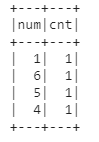 +---+---+
|num|cnt|
+---+---+
|  1|  1|
|  6|  1|
|  5|  1|
|  4|  1|
+---+---+